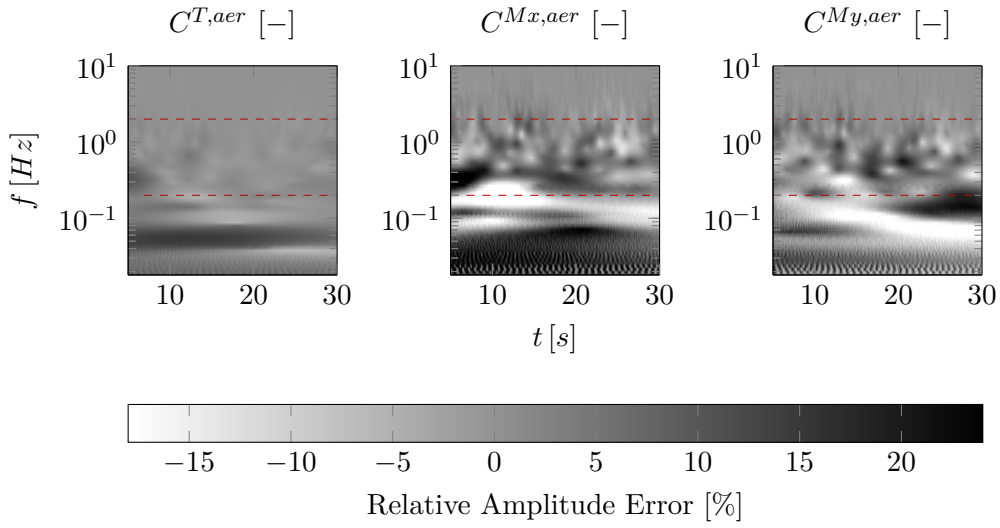 C^{T,aer} [−] C^{Mx,aer} [−] C^{My,aer} [−]
10^1 10^1 10^1
10^0 10^0 10^0
10^{−1} 10^{−1} 10^{−1}
f [Hz]
10 20 30 10 20 30 10 20 30
t [s]
−15 −10 −5 0 5 10 15 20
Relative Amplitude Error [%]